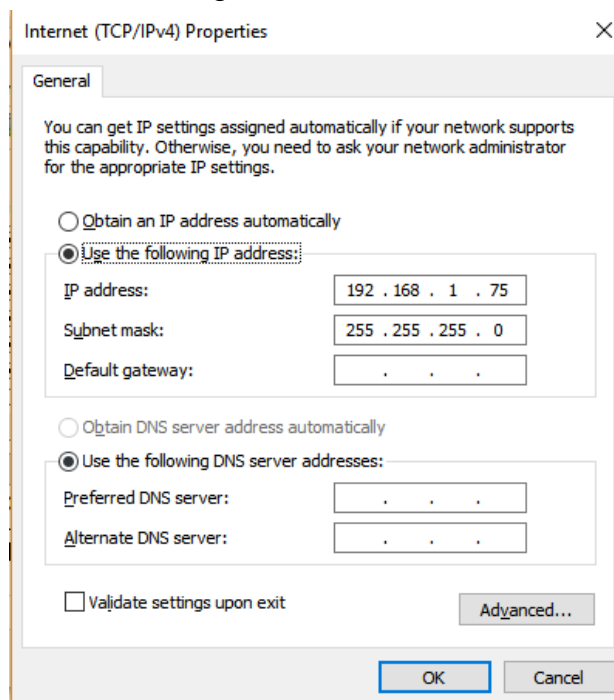 Internet (TCP/IPv4) Properties
General
You can get IP settings assigned automatically if your network supports
this capability. Otherwise, you need to ask your network administrator
for the appropriate IP settings.
Obtain an IP address automatically
Use the following IP address:
IP address: 192 . 168 . 1 . 75
Subnet mask: 255 . 255 . 255 . 0
Default gateway: . . .
Obtain DNS server address automatically
Use the following DNS server addresses:
Preferred DNS server: . . .
Alternate DNS server: . . .
Validate settings upon exit
Advanced...
OK Cancel